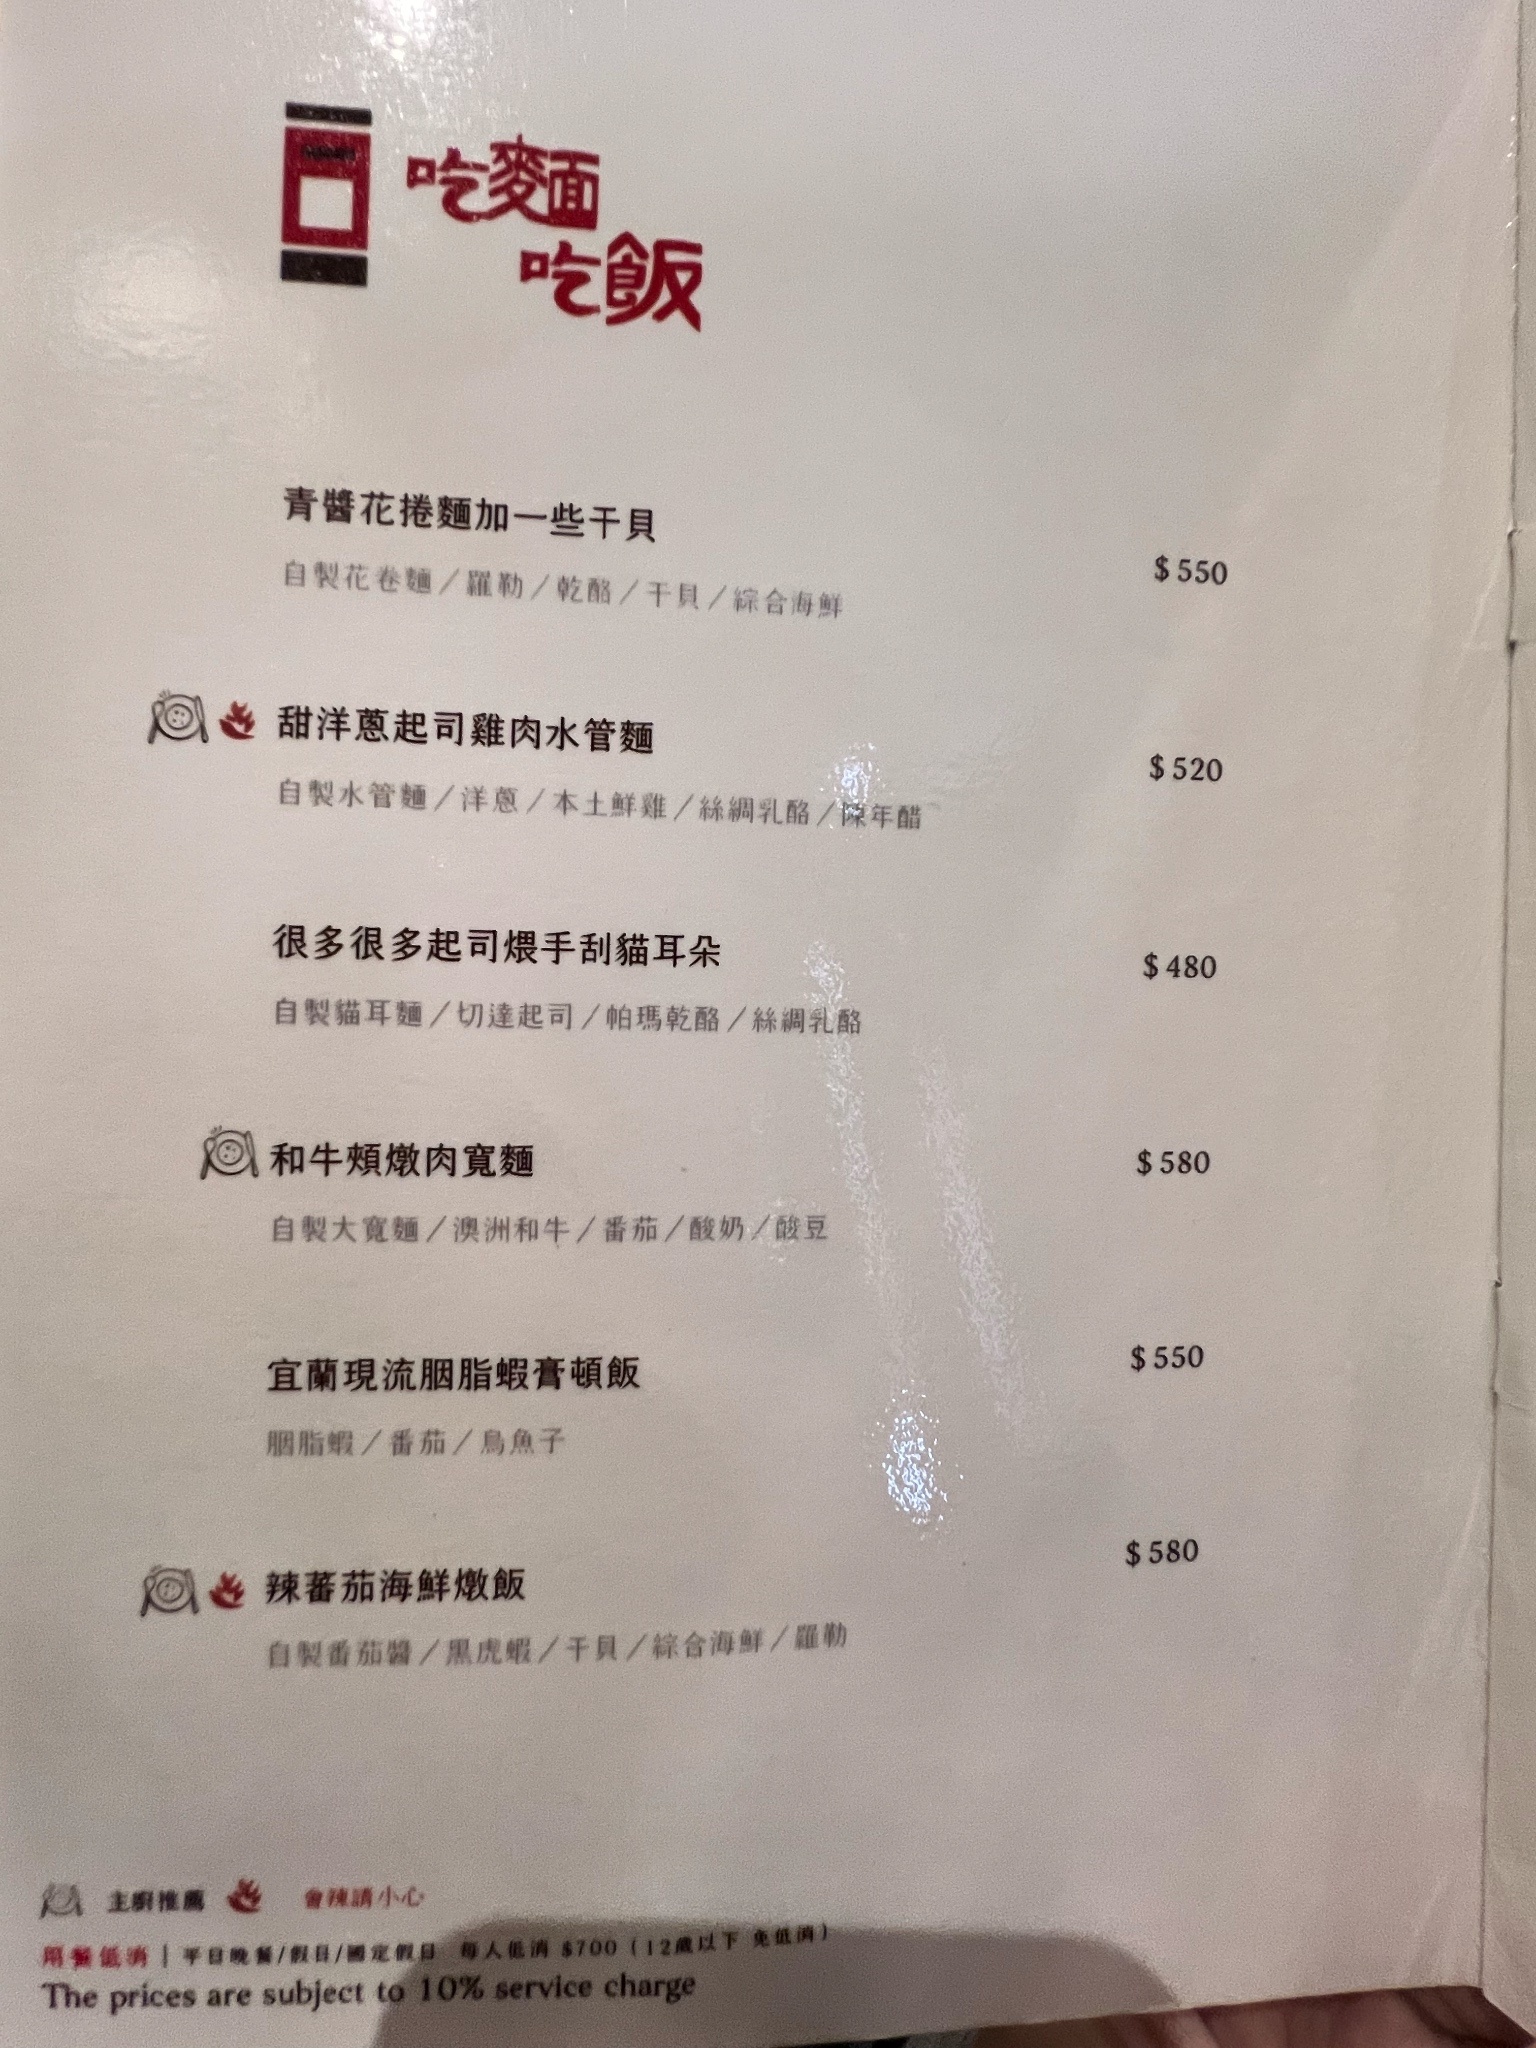 吃麵
吃飯
青醬花捲麵加一些干貝
自製花卷麵／羅勒／乾酪／干貝／綜合海鮮
$550
甜洋蔥起司雞肉水管麵
自製水管麵／洋蔥／本土鮮雞／絲綢乳酪／陳年醋
$520
很多很多起司煨手刮貓耳朵
自製貓耳麵／切達起司／帕瑪乾酪／絲綢乳酪
$480
和牛頰燉肉寬麵
自製大寬麵／澳洲和牛／番茄／酸奶／酸豆
$580
宜蘭現流胭脂蝦膏頓飯
胭脂蝦／番茄／烏魚子
$550
辣蕃茄海鮮燉飯
自製番茄醬／黑虎蝦／干貝／綜合海鮮／羅勒
$580
主廚推薦 會辣請小心
用餐低消｜平日晚餐/假日/國定假日 每人低消 $700（12歲以下 免低消）
The prices are subject to 10% service charge